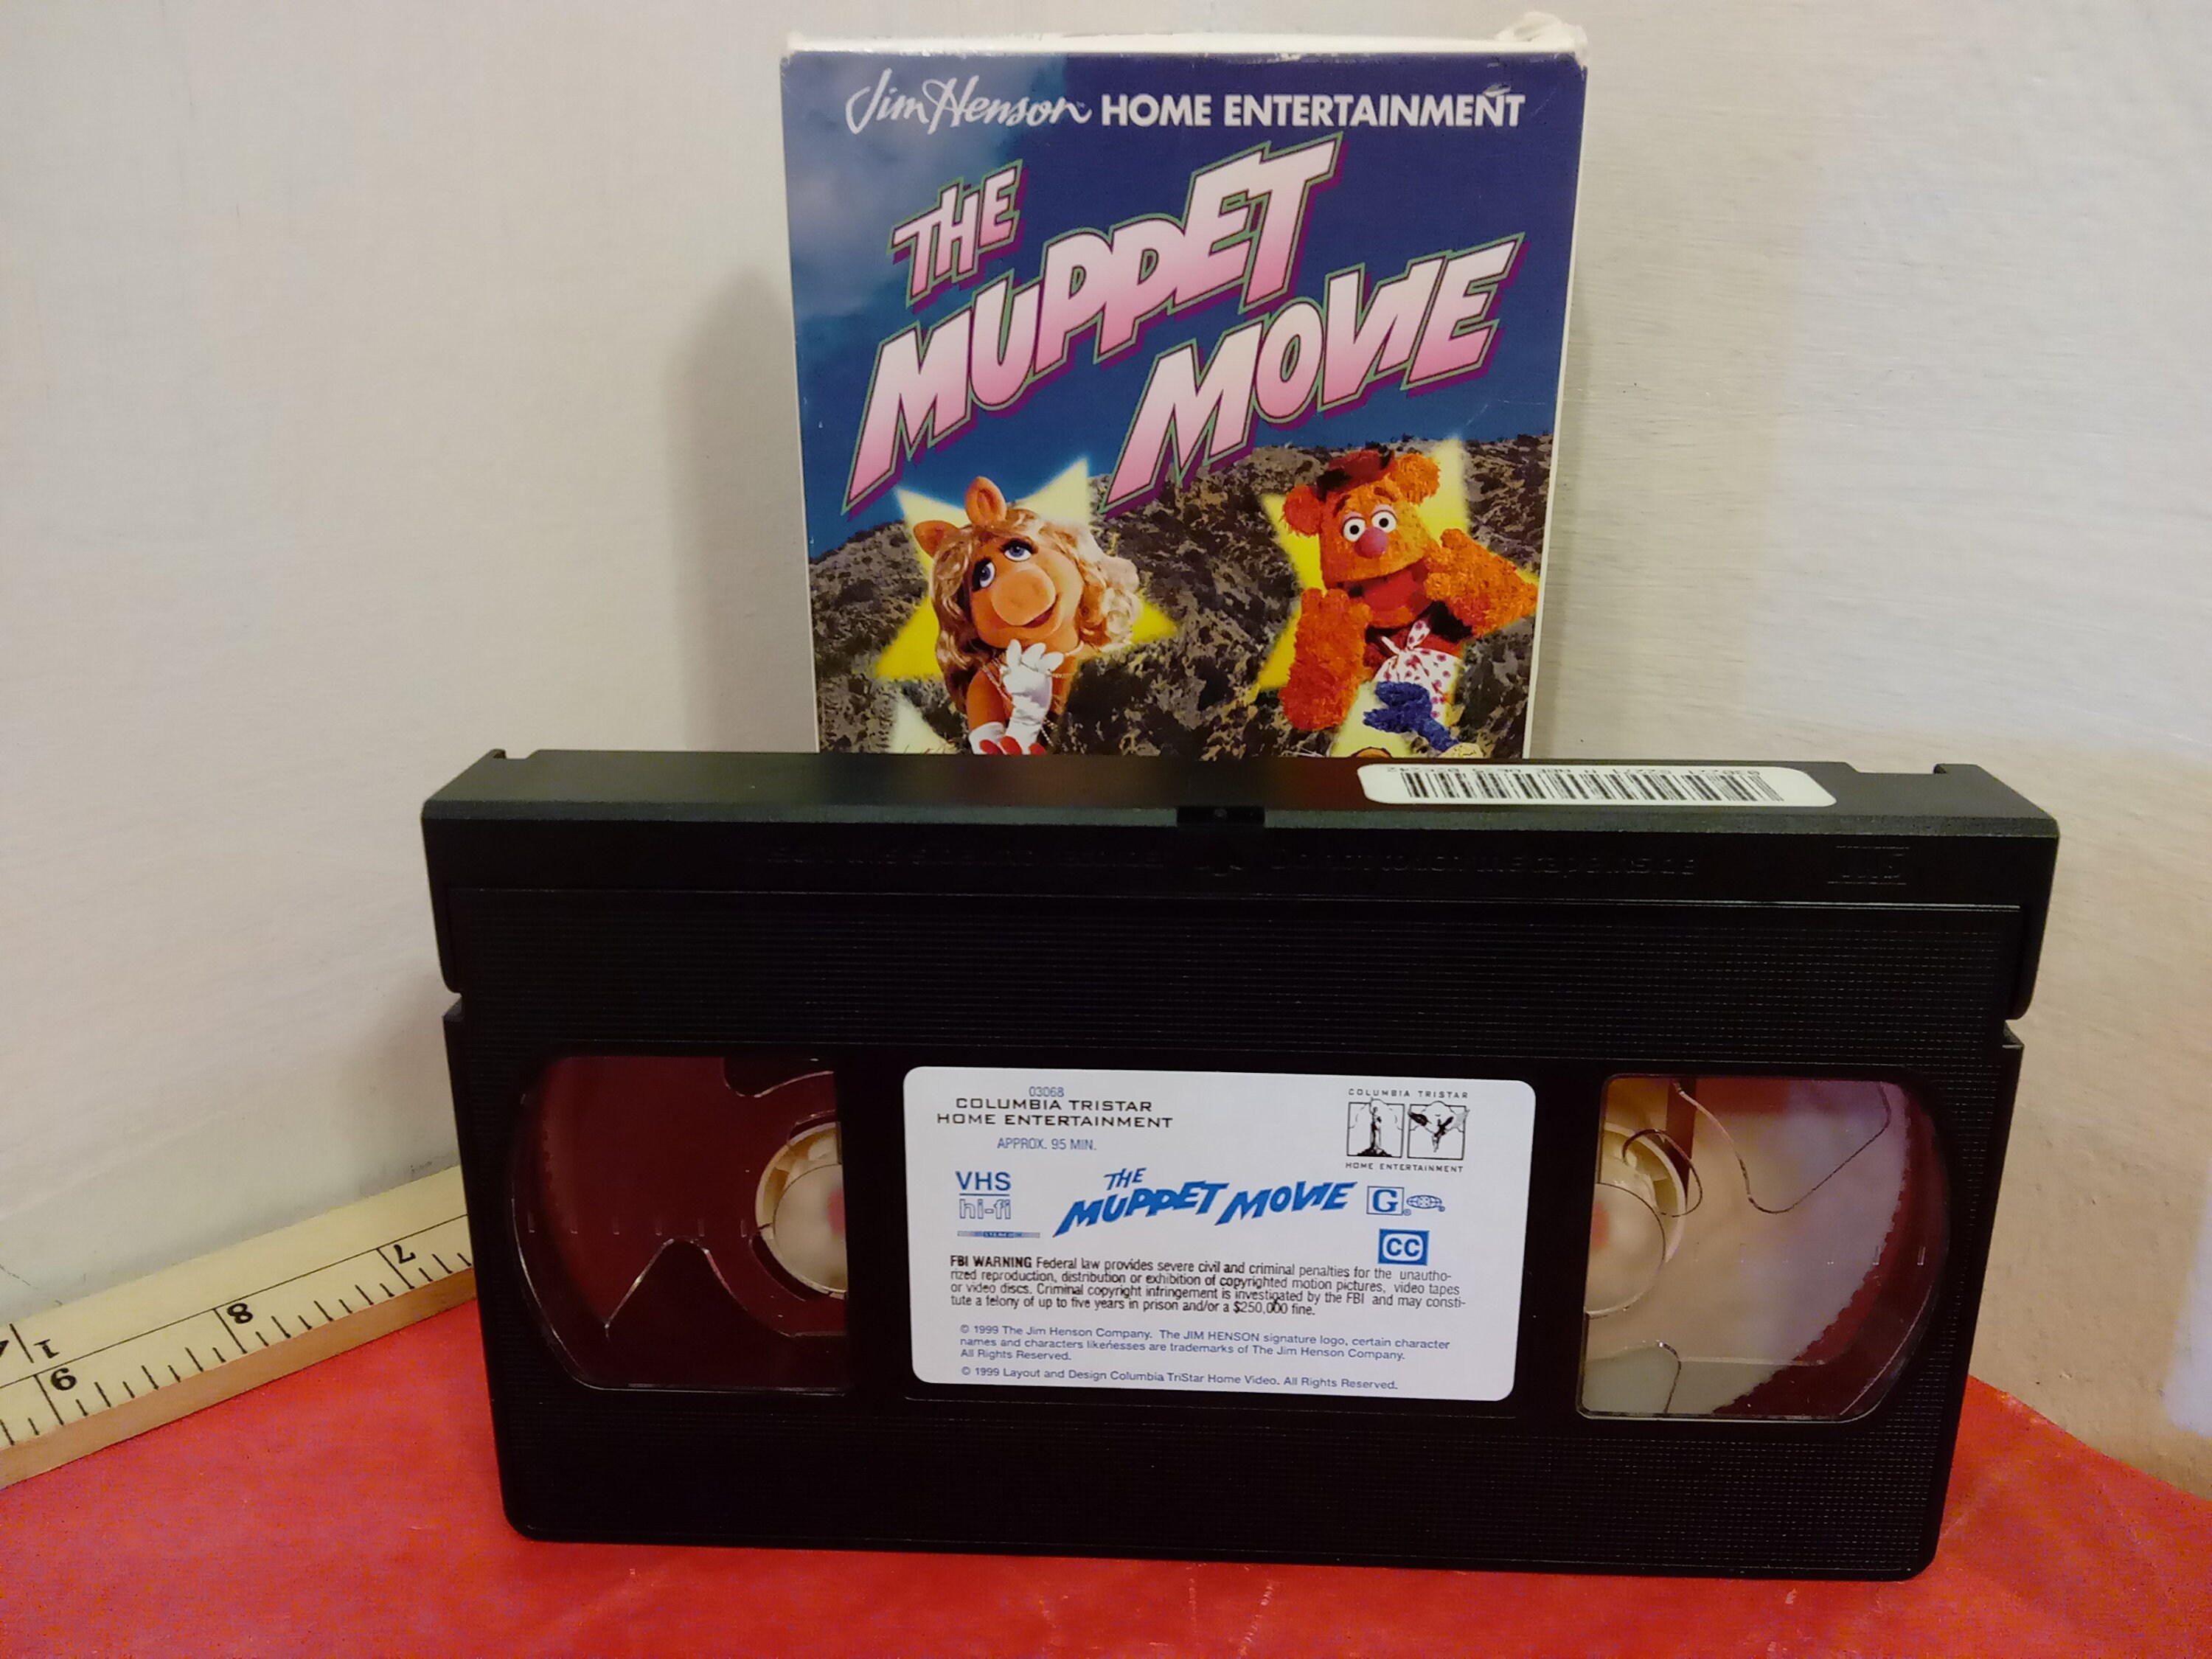 Jim Henson™ HOME ENTERTAINMENT
THE
MUPPET
MOVIE
03068
COLUMBIA TRISTAR
HOME ENTERTAINMENT
APPROX. 95 MIN.
COLUMBIA TRISTAR
HOME ENTERTAINMENT
VHS
hi-fi
STEREO
THE
MUPPET MOVIE
G®
CC
FBI WARNING Federal law provides severe civil and criminal penalties for the unautho-
rized reproduction, distribution or exhibition of copyrighted motion pictures, video tapes
or video discs. Criminal copyright infringement is investigated by the FBI and may consti-
tute a felony of up to five years in prison and/or a $250,000 fine.
© 1999 The Jim Henson Company. The JIM HENSON signature logo, certain character
names and characters likenesses are trademarks of The Jim Henson Company.
All Rights Reserved.
© 1999 Layout and Design Columbia TriStar Home Video. All Rights Reserved.
7
8
1
9